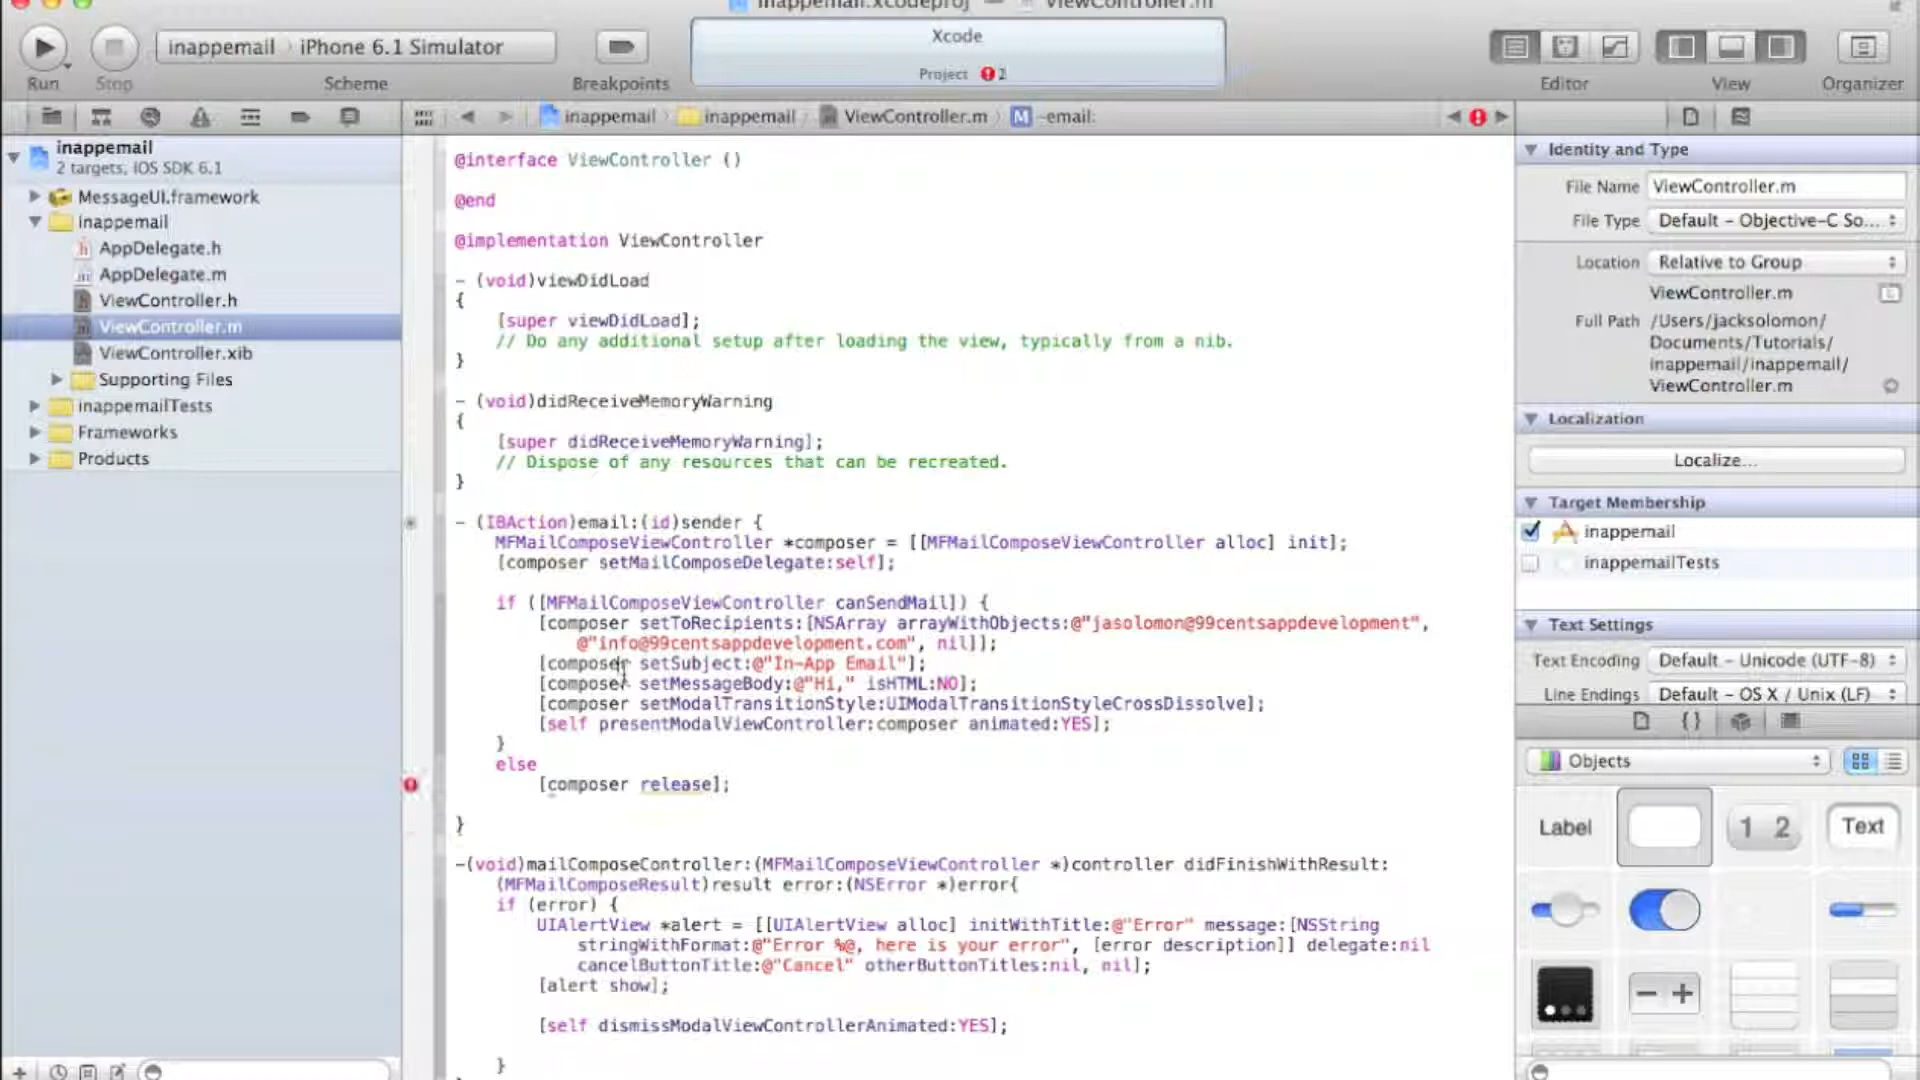 inappemail.xcodeproj — ViewController.m
inappemail › iPhone 6.1 Simulator
Xcode
Project 2
Run Stop Scheme Breakpoints Editor View Organizer
inappemail inappemail ViewController.m M -email:
inappemail
2 targets, iOS SDK 6.1
MessageUI.framework
inappemail
AppDelegate.h
AppDelegate.m
ViewController.h
ViewController.m
ViewController.xib
Supporting Files
inappemailTests
Frameworks
Products
@interface ViewController ()
@end
@implementation ViewController
- (void)viewDidLoad
{
[super viewDidLoad];
// Do any additional setup after loading the view, typically from a nib.
}
- (void)didReceiveMemoryWarning
{
[super didReceiveMemoryWarning];
// Dispose of any resources that can be recreated.
}
- (IBAction)email:(id)sender {
MFMailComposeViewController *composer = [[MFMailComposeViewController alloc] init];
[composer setMailComposeDelegate:self];
if ([MFMailComposeViewController canSendMail]) {
[composer setToRecipients:[NSArray arrayWithObjects:@"jasolomon@99centsappdevelopment",
@"info@99centsappdevelopment.com", nil]];
[composer setSubject:@"In-App Email"];
[composer setMessageBody:@"Hi," isHTML:NO];
[composer setModalTransitionStyle:UIModalTransitionStyleCrossDissolve];
[self presentModalViewController:composer animated:YES];
}
else
[composer release];
}
-(void)mailComposeController:(MFMailComposeViewController *)controller didFinishWithResult:
(MFMailComposeResult)result error:(NSError *)error{
if (error) {
UIAlertView *alert = [[UIAlertView alloc] initWithTitle:@"Error" message:[NSString
stringWithFormat:@"Error %@, here is your error", [error description]] delegate:nil
cancelButtonTitle:@"Cancel" otherButtonTitles:nil, nil];
[alert show];
[self dismissModalViewControllerAnimated:YES];
}
Identity and Type
File Name ViewController.m
File Type Default - Objective-C So...
Location Relative to Group
ViewController.m
Full Path /Users/jacksolomon/
Documents/Tutorials/
inappemail/inappemail/
ViewController.m
Localization
Localize...
Target Membership
inappemail
inappemailTests
Text Settings
Text Encoding Default - Unicode (UTF-8)
Line Endings Default - OS X / Unix (LF)
{ }
Objects
Label 1 2 Text